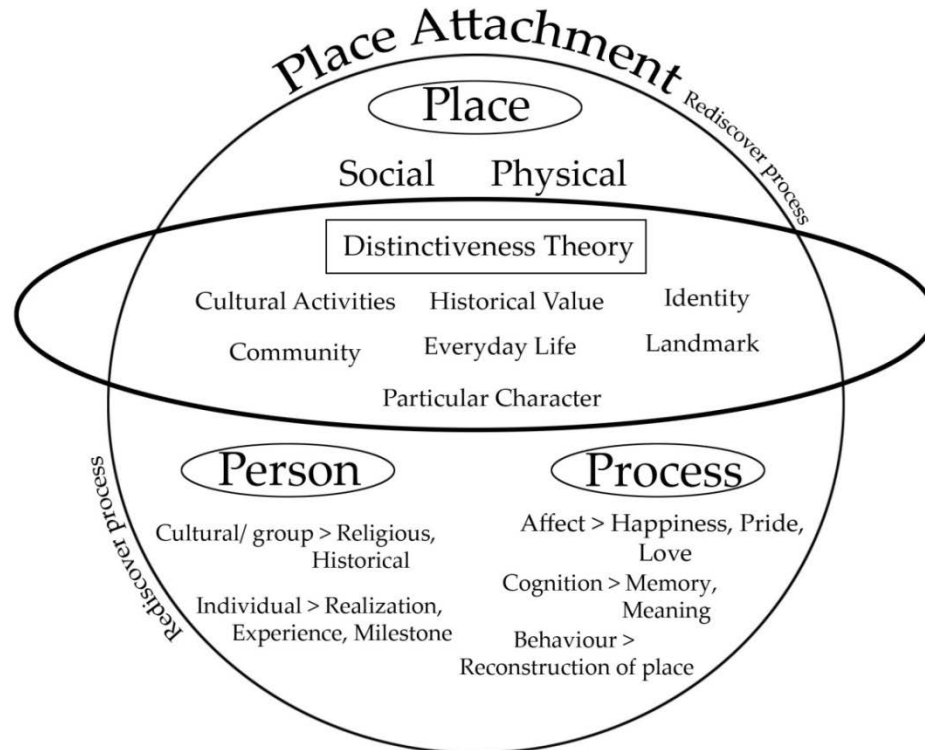 Place Attachment
Rediscover process
Place
Social Physical
Distinctiveness Theory
Cultural Activities Historical Value Identity
Community Everyday Life Landmark
Particular Character
Person Process
Cultural/ group > Religious,
Historical
Individual > Realization,
Experience, Milestone
Affect > Happiness, Pride,
Love
Cognition > Memory,
Meaning
Behaviour >
Reconstruction of place
Rediscover process